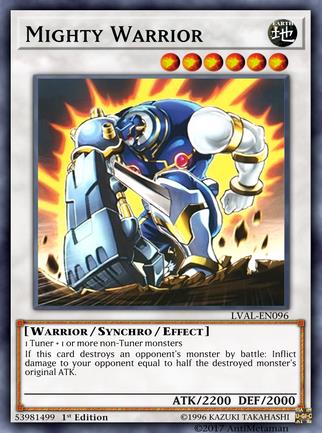 MIGHTY WARRIOR
EARTH
地
LVAL-EN096
[WARRIOR / SYNCHRO / EFFECT]
1 Tuner + 1 or more non-Tuner monsters
If this card destroys an opponent's monster by battle: Inflict
damage to your opponent equal to half the destroyed monster's
original ATK.
ATK/2200 DEF/2000
53981499 1st Edition ©1996 KAZUKI TAKAHASHI
©2017 AntiMetaman